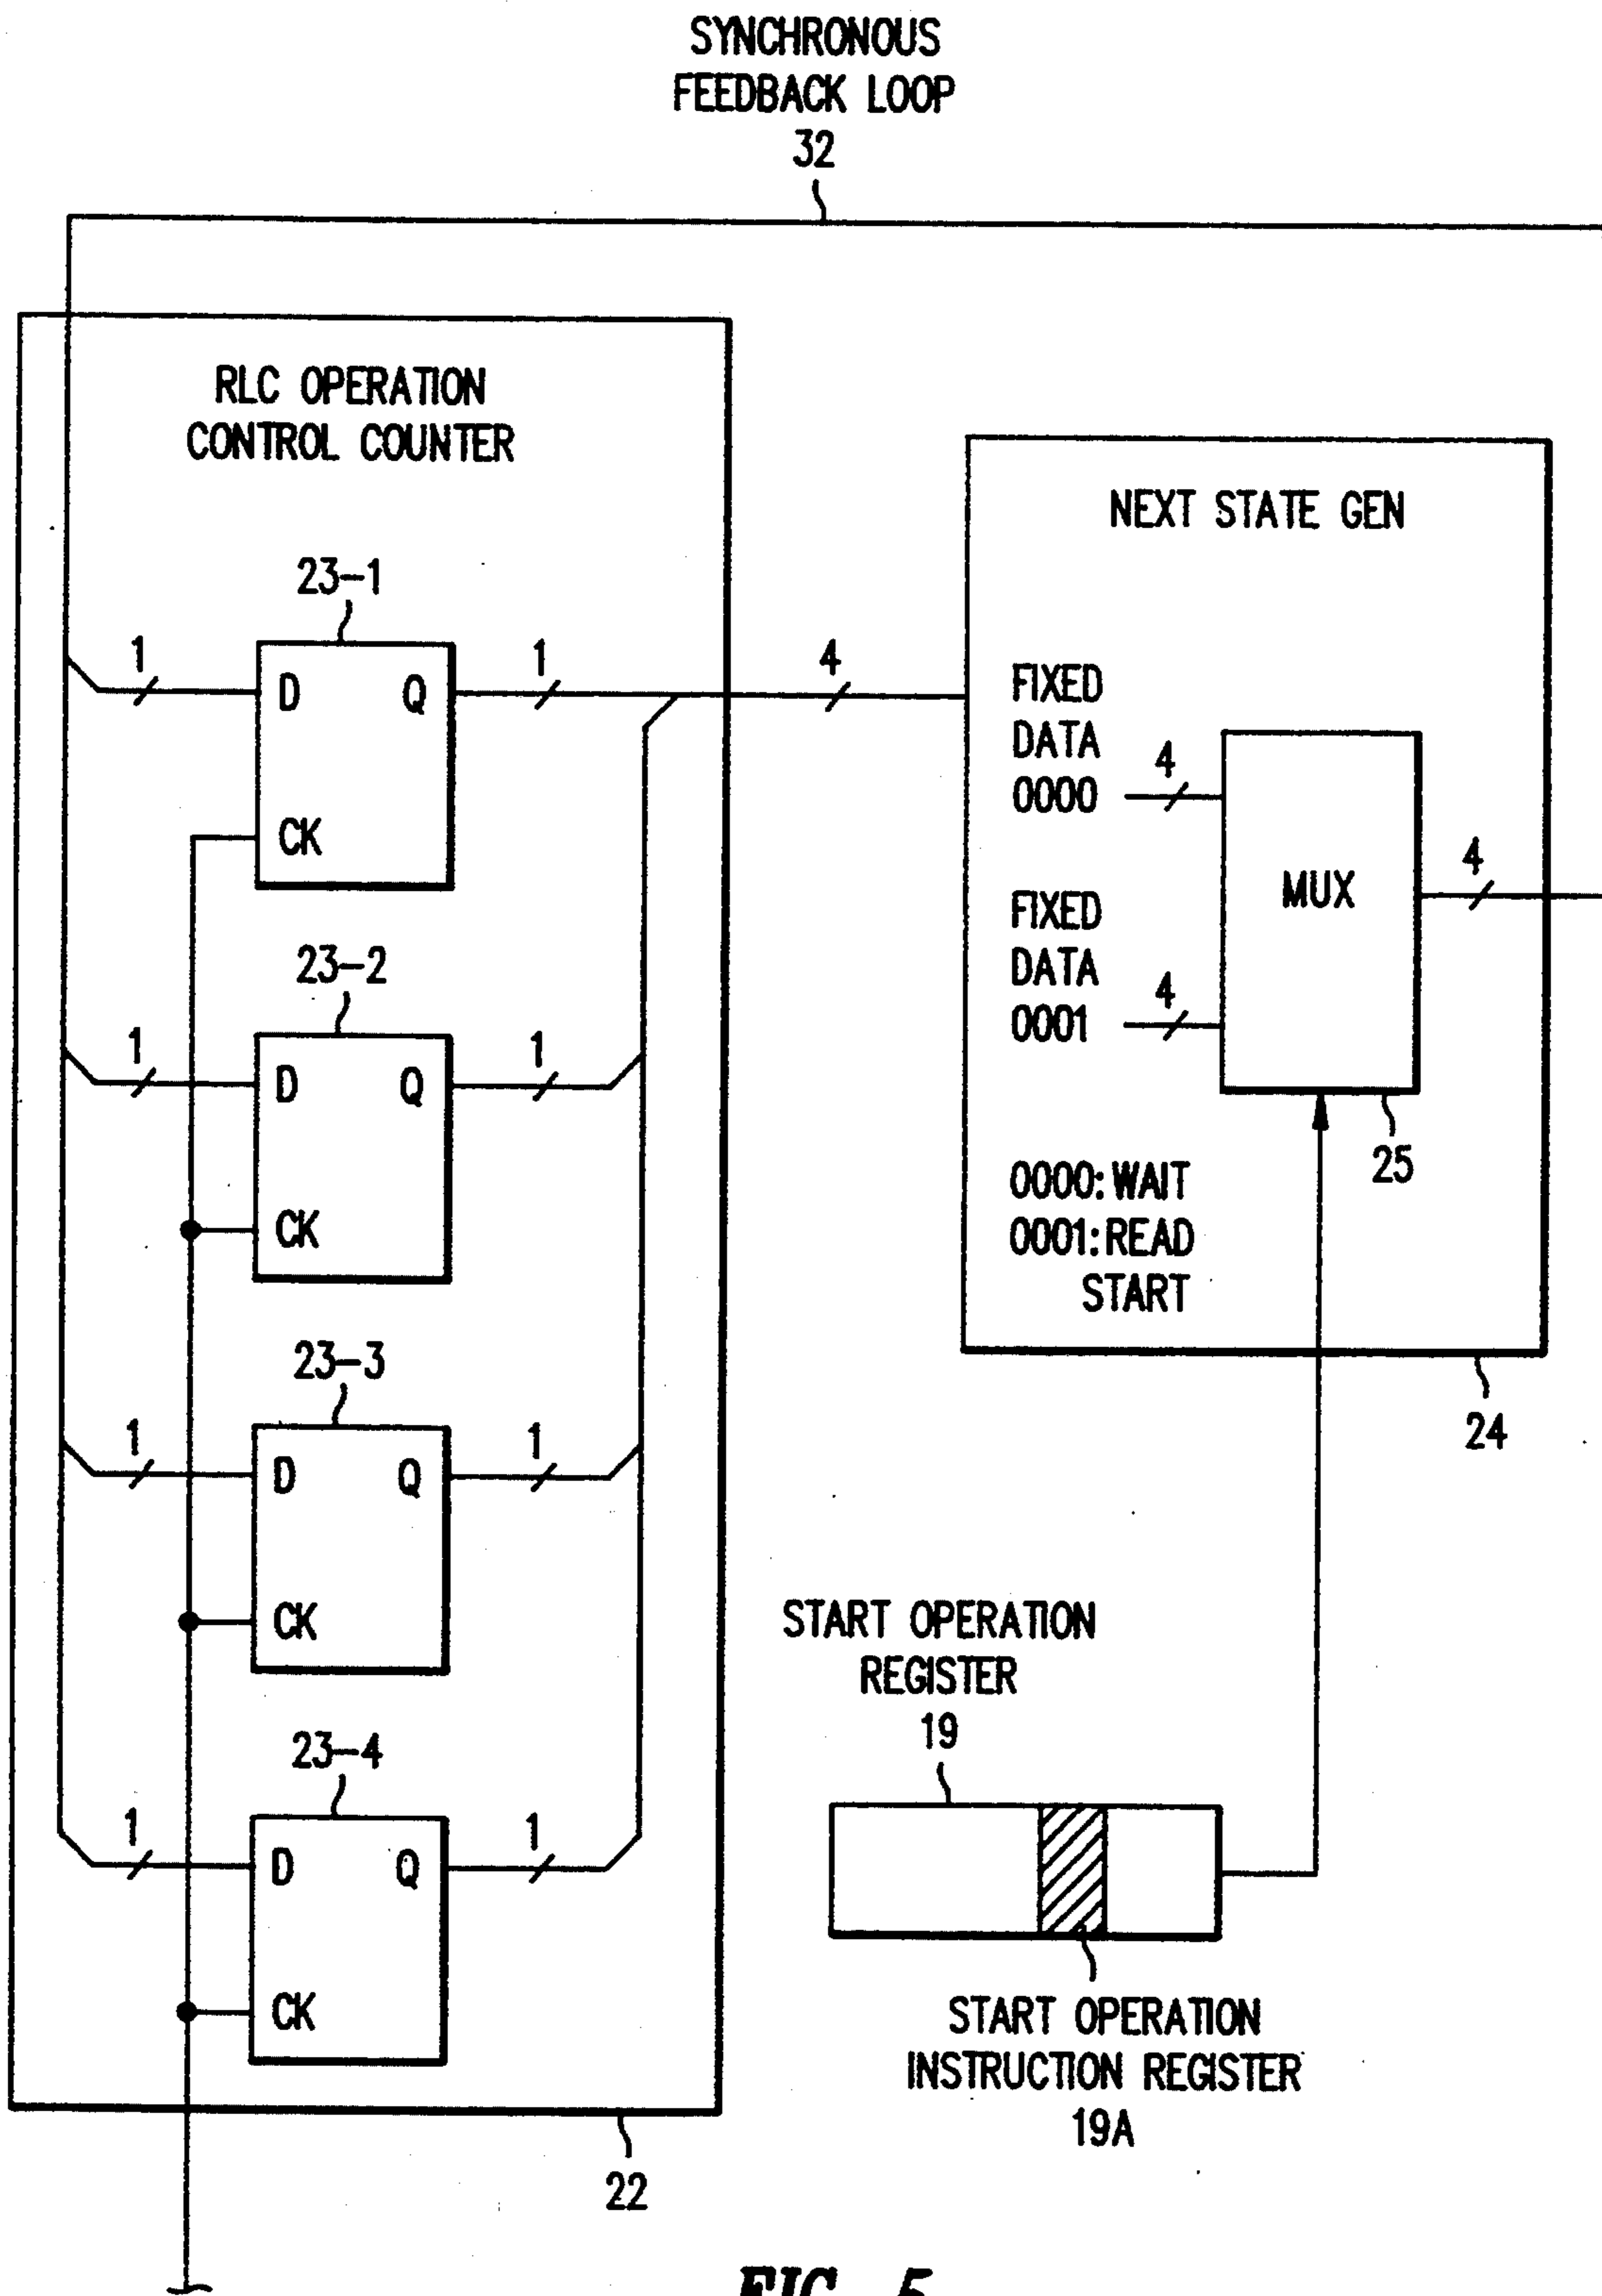 SYNCHRONOUS
FEEDBACK LOOP
32
RLC OPERATION
CONTROL COUNTER
23-1
1
D
Q
1
CK
4
23-2
1
D
Q
1
CK
23-3
1
D
Q
1
CK
23-4
1
D
Q
1
CK
22
NEXT STATE GEN
FIXED
DATA
0000
4
FIXED
DATA
0001
4
MUX
4
25
0000: WAIT
0001: READ
START
24
START OPERATION
REGISTER
19
START OPERATION
INSTRUCTION REGISTER
19A
FIG. 5